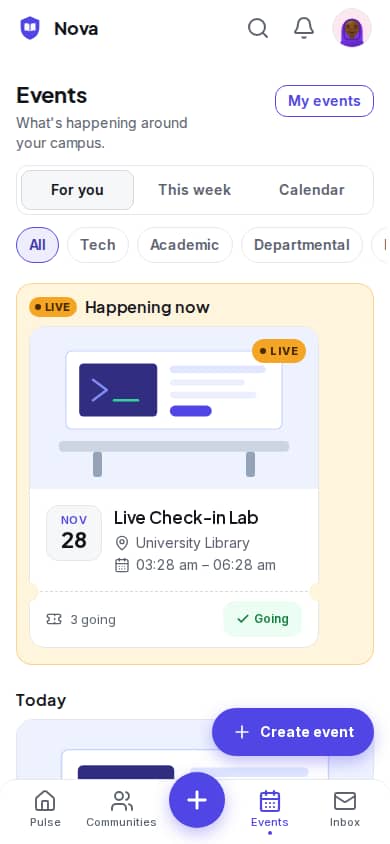 Nova
Events
My events
What's happening around
your campus.
For you
This week
Calendar
All
Tech
Academic
Departmental
LIVE
Happening now
LIVE
NOV
28
Live Check-in Lab
University Library
03:28 am – 06:28 am
3 going
Going
Today
Create event
Pulse
Communities
Events
Inbox